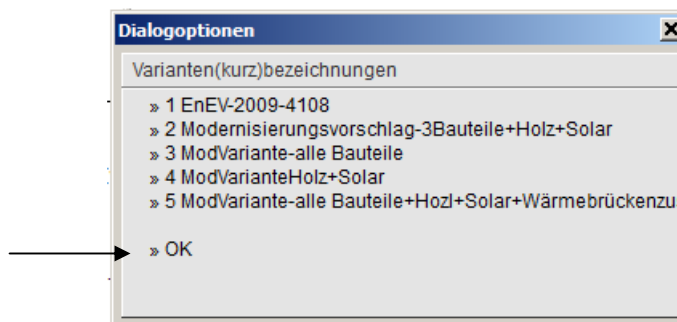 Dialogoptionen
Varianten(kurz)bezeichnungen
» 1 EnEV-2009-4108
» 2 Modernisierungsvorschlag-3Bauteile+Holz+Solar
» 3 ModVariante-alle Bauteile
» 4 ModVarianteHolz+Solar
» 5 ModVariante-alle Bauteile+Hozl+Solar+Wärmebrückenzu
» OK